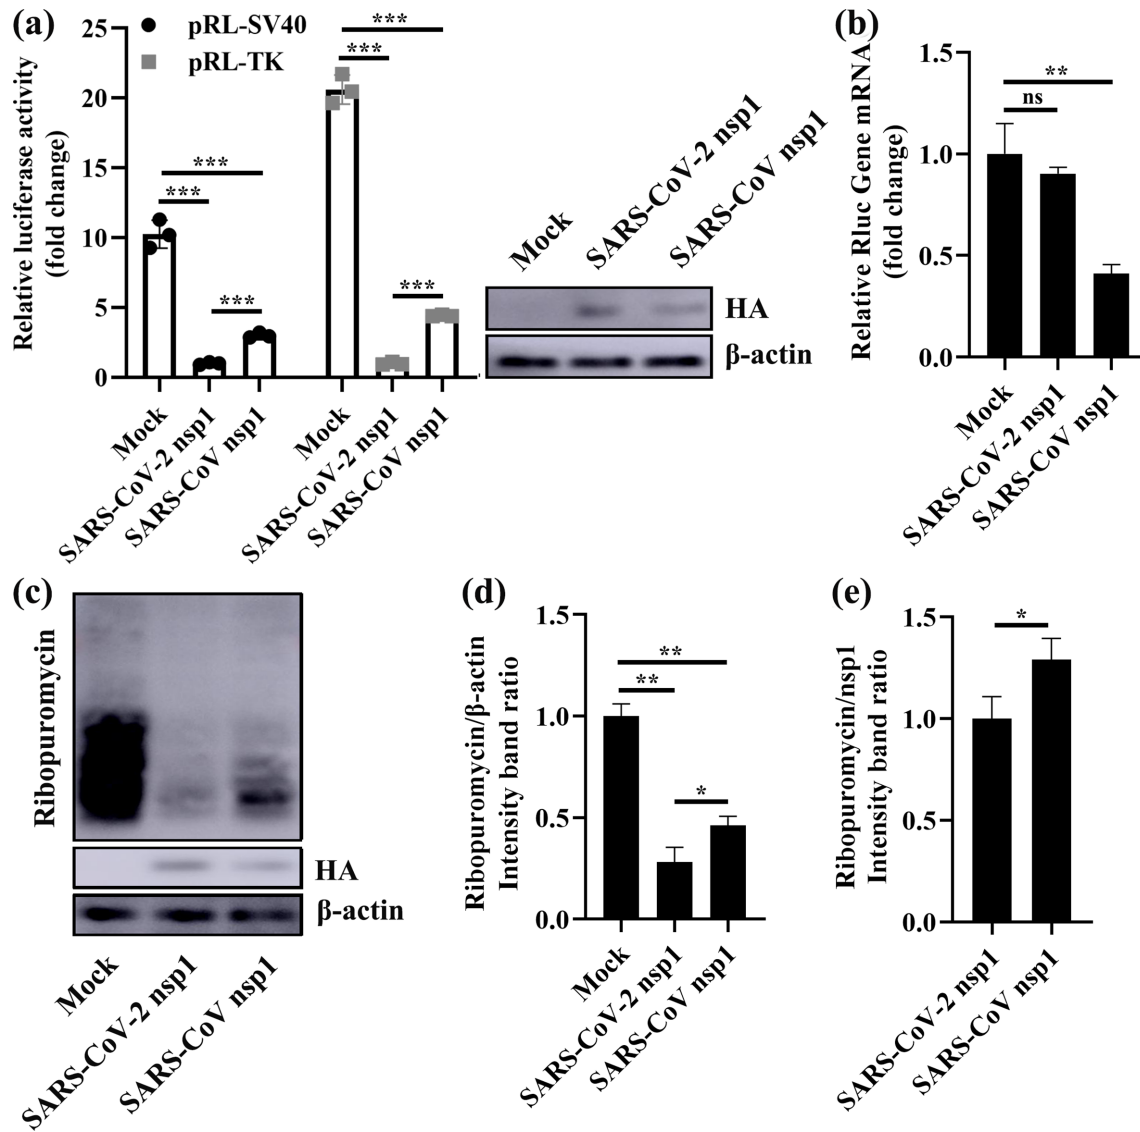 (a)
Relative luciferase activity
(fold change)
25
20
15
10
5
0
pRL-SV40
pRL-TK
***
***
***
***
***
***
Mock
SARS-CoV-2 nsp1
SARS-CoV nsp1
Mock
SARS-CoV-2 nsp1
SARS-CoV nsp1
Mock
SARS-CoV-2 nsp1
SARS-CoV nsp1
HA
β-actin
(b)
Relative Rluc Gene mRNA
(fold change)
1.5
1.0
0.5
0.0
**
ns
Mock
SARS-CoV-2 nsp1
SARS-CoV nsp1
(c)
Ribopuromycin
HA
β-actin
Mock
SARS-CoV-2 nsp1
SARS-CoV nsp1
(d)
Ribopuromycin/β-actin
Intensity band ratio
1.5
1.0
0.5
0.0
**
**
*
Mock
SARS-CoV-2 nsp1
SARS-CoV nsp1
(e)
Ribopuromycin/nsp1
Intensity band ratio
1.5
1.0
0.5
0.0
*
SARS-CoV-2 nsp1
SARS-CoV nsp1